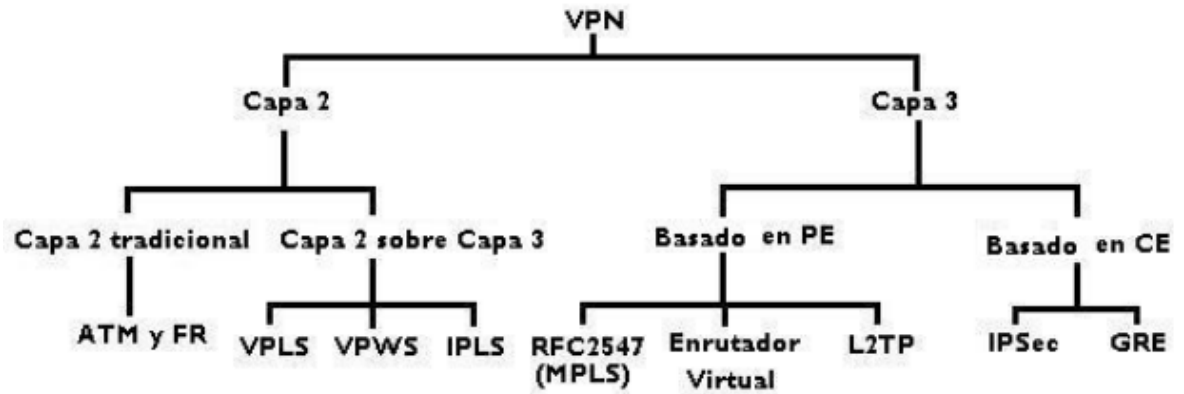 VPN
Capa 2
Capa 3
Capa 2 tradicional
Capa 2 sobre Capa 3
Basado en PE
Basado en CE
ATM y FR
VPLS
VPWS
IPLS
RFC2547
(MPLS)
Enrutador
Virtual
L2TP
IPSec
GRE